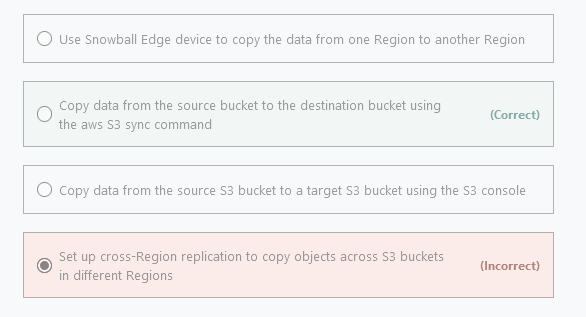 Use Snowball Edge device to copy the data from one Region to another Region
Copy data from the source bucket to the destination bucket using
the aws S3 sync command
(Correct)
Copy data from the source S3 bucket to a target S3 bucket using the S3 console
Set up cross-Region replication to copy objects across S3 buckets
in different Regions
(Incorrect)